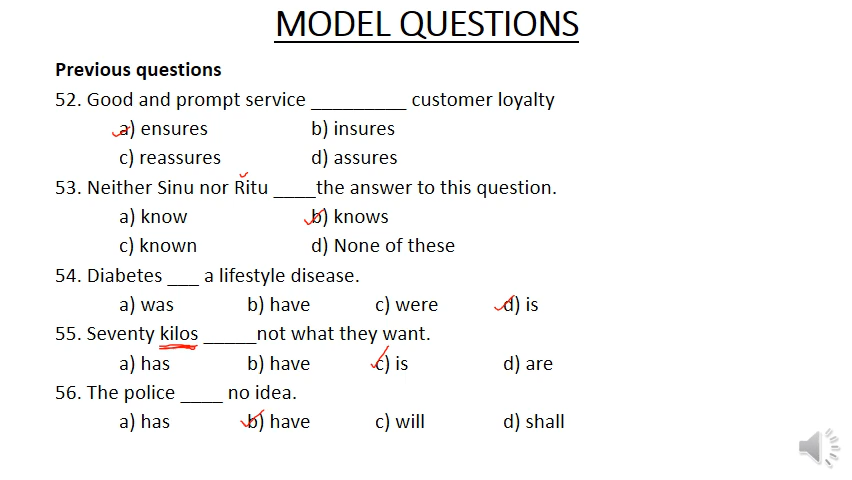 MODEL QUESTIONS
Previous questions
52. Good and prompt service _________ customer loyalty
a) ensures b) insures
c) reassures d) assures
53. Neither Sinu nor Ritu ____the answer to this question.
a) know b) knows
c) known d) None of these
54. Diabetes ___ a lifestyle disease.
a) was b) have c) were d) is
55. Seventy kilos _____not what they want.
a) has b) have c) is d) are
56. The police ____ no idea.
a) has b) have c) will d) shall